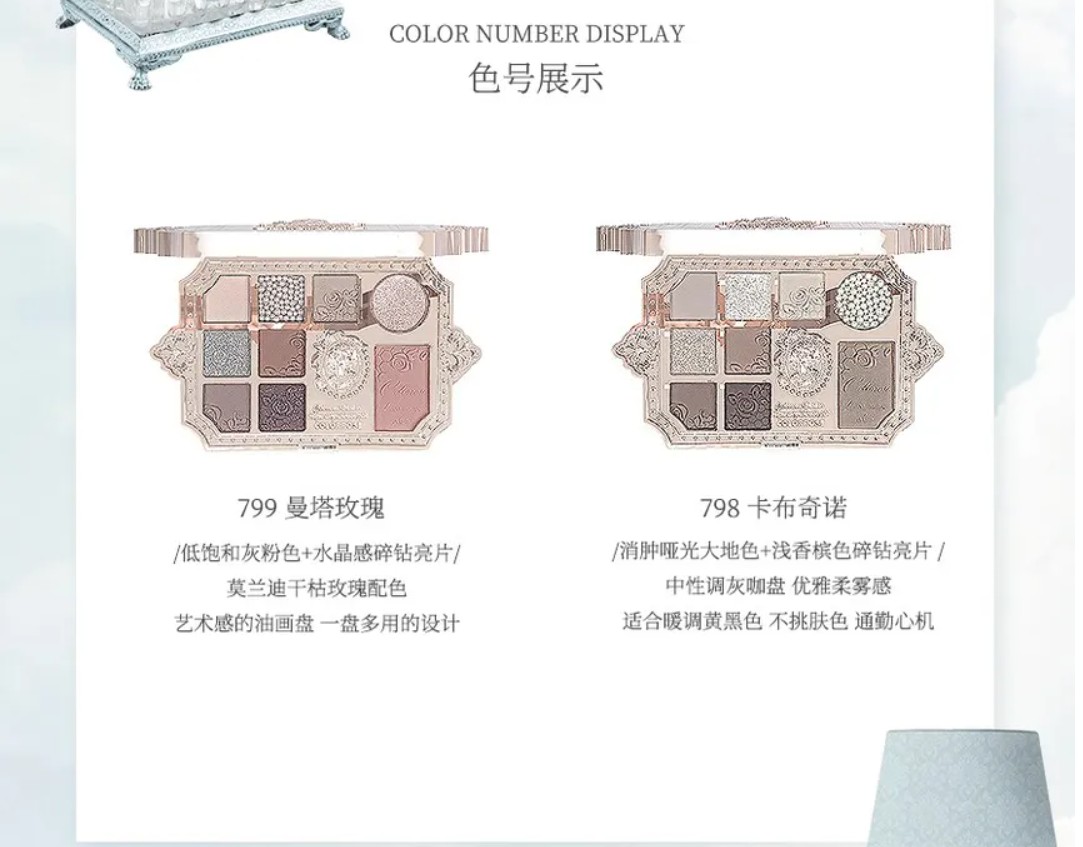 COLOR NUMBER DISPLAY
色号展示
799 曼塔玫瑰
/低饱和灰粉色+水晶感碎钻亮片/
莫兰迪干枯玫瑰配色
艺术感的油画盘 一盘多用的设计
798 卡布奇诺
/消肿哑光大地色+浅香槟色碎钻亮片 /
中性调灰咖盘 优雅柔雾感
适合暖调黄黑色 不挑肤色 通勤心机